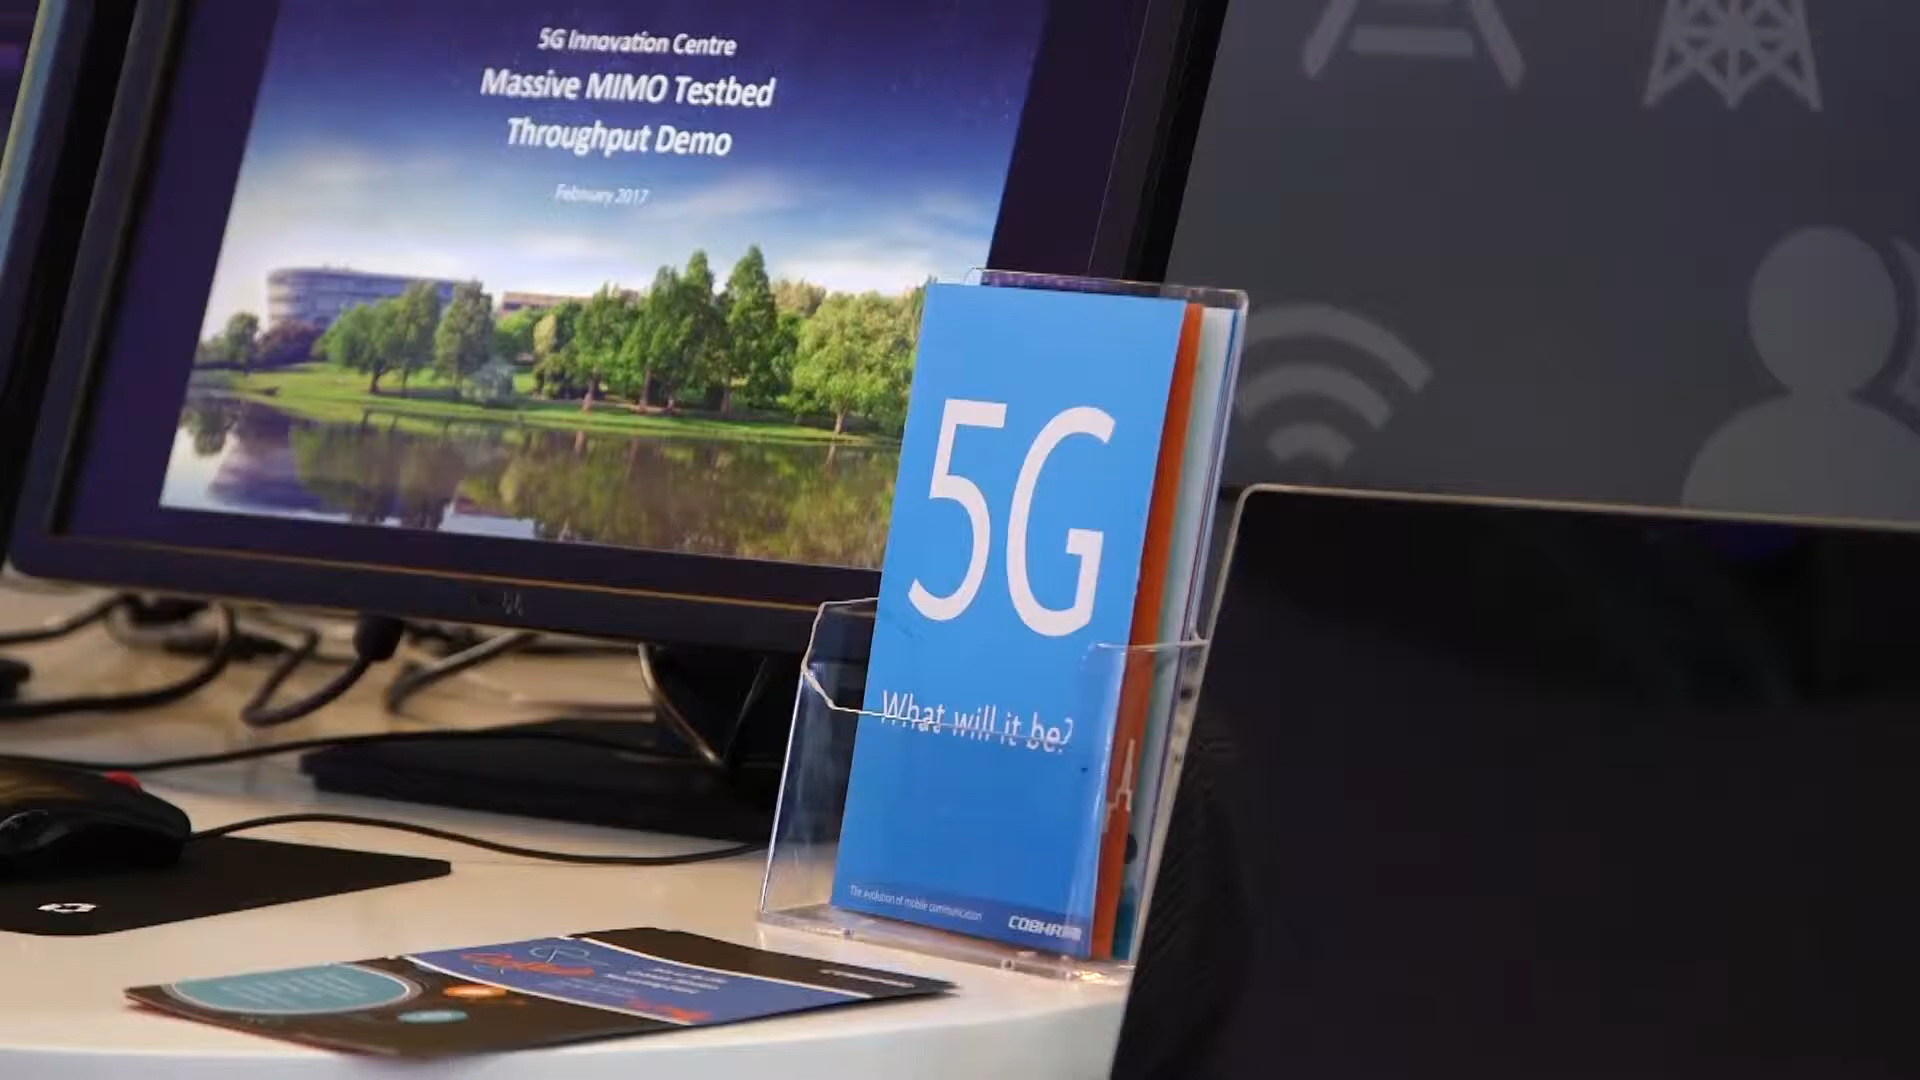 5G Innovation Centre
Massive MIMO Testbed
Throughput Demo
February 2017
5G
What will it be?
The evolution of mobile communication
COBHAM